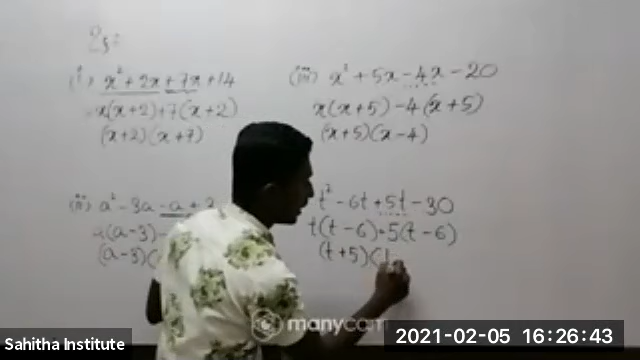 eg:
(i) x² + 2x + 7x + 14
= x(x+2)+7(x+2)
(x+2)(x+7)
(iii) x² + 5x - 4x - 20
x(x+5) - 4(x+5)
(x+5)(x-4)
(ii) a² - 3a - a + 3
a(a-3)-
(a-3)(
t² - 6t + 5t - 30
t(t-6)+5(t-6)
(t+5)(
manycam
Sahitha Institute
2021-02-05 16:26:43